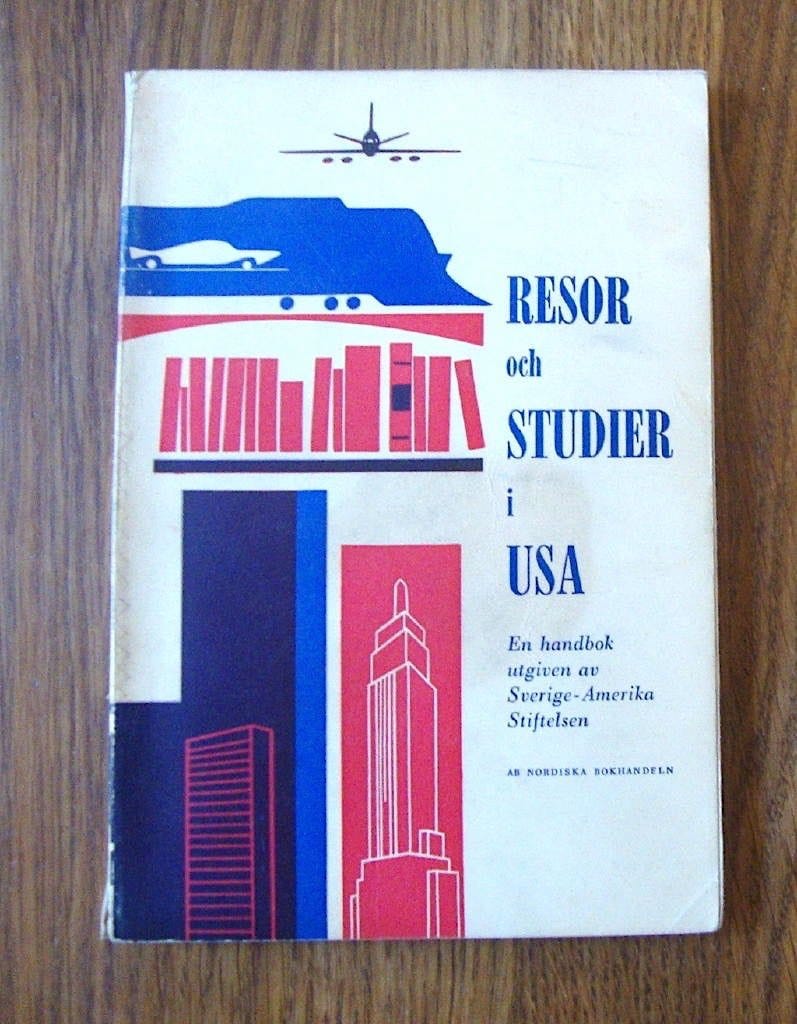 RESOR
och
STUDIER
i
USA
En handbok
utgiven av
Sverige-Amerika
Stiftelsen
AB NORDISKA BOKHANDELN